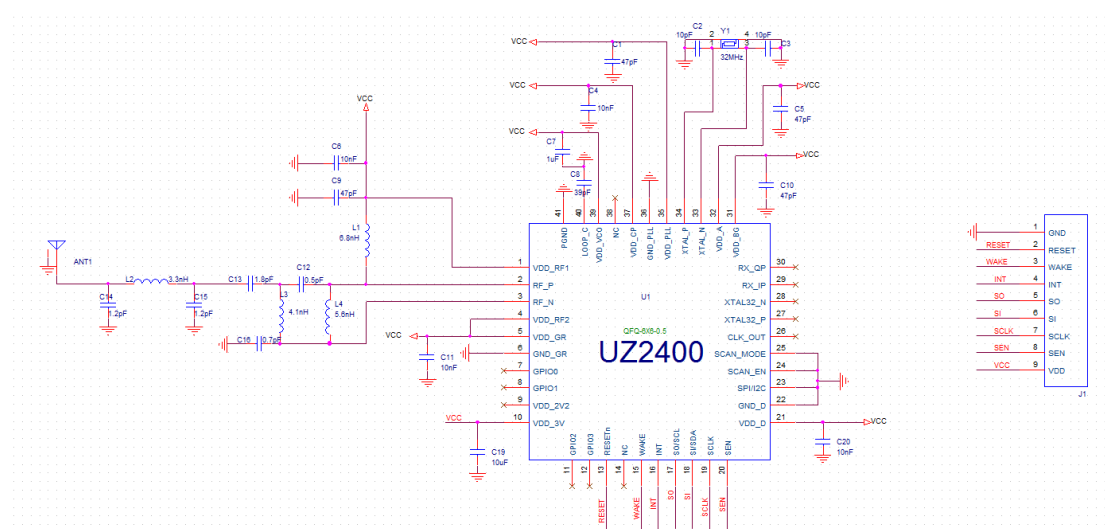 C2
10pF
2
1
Y1
4
3
32MHz
10pF
C3
VCC
C1
47pF
VCC
C4
10nF
VCC
C5
47pF
VCC
C7
1uF
C8
39pF
VCC
C10
47pF
VCC
C6
10nF
C9
47pF
L1
6.8nH
ANT1
L2
3.3nH
C13
1.8pF
C12
0.5pF
C14
1.2pF
C15
1.2pF
L3
4.1nH
L4
5.6nH
C16
0.7pF
VCC
C11
10nF
VCC
C19
10uF
41
PGND
40
LOOP_C
39
VDD_VCO
38
NC
37
VDD_CP
36
GND_PLL
35
VDD_PLL
34
XTAL_P
33
XTAL_N
32
VDD_A
31
VDD_BG
1 VDD_RF1
2 RF_P
3 RF_N
4 VDD_RF2
5 VDD_GR
6 GND_GR
7 GPIO0
8 GPIO1
9 VDD_2V2
10 VDD_3V
U1
QFQ-6X6-0.5
UZ2400
RX_QP 30
RX_IP 29
XTAL32_N 28
XTAL32_P 27
CLK_OUT 26
SCAN_MODE 25
SCAN_EN 24
SPI/I2C 23
GND_D 22
VDD_D 21
VCC
C20
10nF
GPIO2
11
GPIO3
12
RESETn
13
RESET
NC
14
WAKE
15
WAKE
INT
16
INT
SO/SCL
17
SO
SI/SDA
18
SI
SCLK
19
SCLK
SEN
20
SEN
1 GND
RESET 2 RESET
WAKE 3 WAKE
INT 4 INT
SO 5 SO
SI 6 SI
SCLK 7 SCLK
SEN 8 SEN
VCC 9 VDD
J1